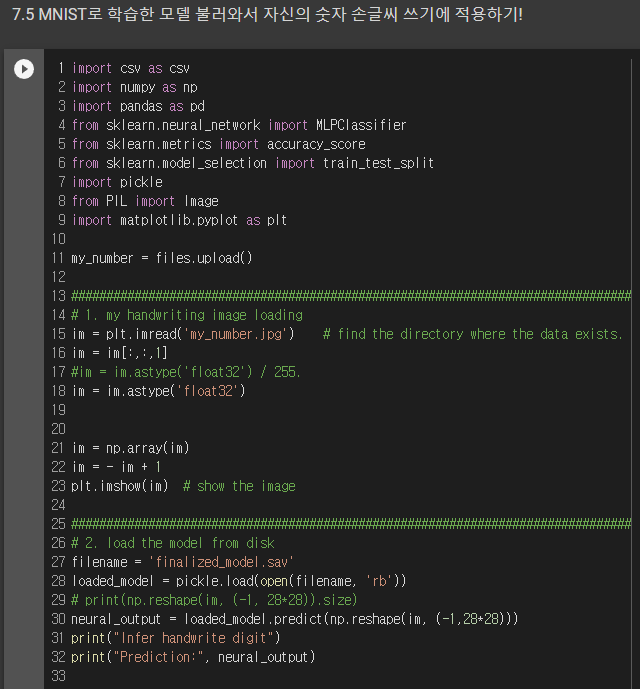 7.5 MNIST로 학습한 모델 불러와서 자신의 숫자 손글씨 쓰기에 적용하기!
1 import csv as csv
2 import numpy as np
3 import pandas as pd
4 from sklearn.neural_network import MLPClassifier
5 from sklearn.metrics import accuracy_score
6 from sklearn.model_selection import train_test_split
7 import pickle
8 from PIL import Image
9 import matplotlib.pyplot as plt
10
11 my_number = files.upload()
12
13 ################################################################################
14 # 1. my handwriting image loading
15 im = plt.imread('my_number.jpg')    # find the directory where the data exists.
16 im = im[:,:,1]
17 #im = im.astype('float32') / 255.
18 im = im.astype('float32')
19
20
21 im = np.array(im)
22 im = - im + 1
23 plt.imshow(im)  # show the image
24
25 ################################################################################
26 # 2. load the model from disk
27 filename = 'finalized_model.sav'
28 loaded_model = pickle.load(open(filename, 'rb'))
29 # print(np.reshape(im, (-1, 28*28)).size)
30 neural_output = loaded_model.predict(np.reshape(im, (-1,28*28)))
31 print("Infer handwrite digit")
32 print("Prediction:", neural_output)
33